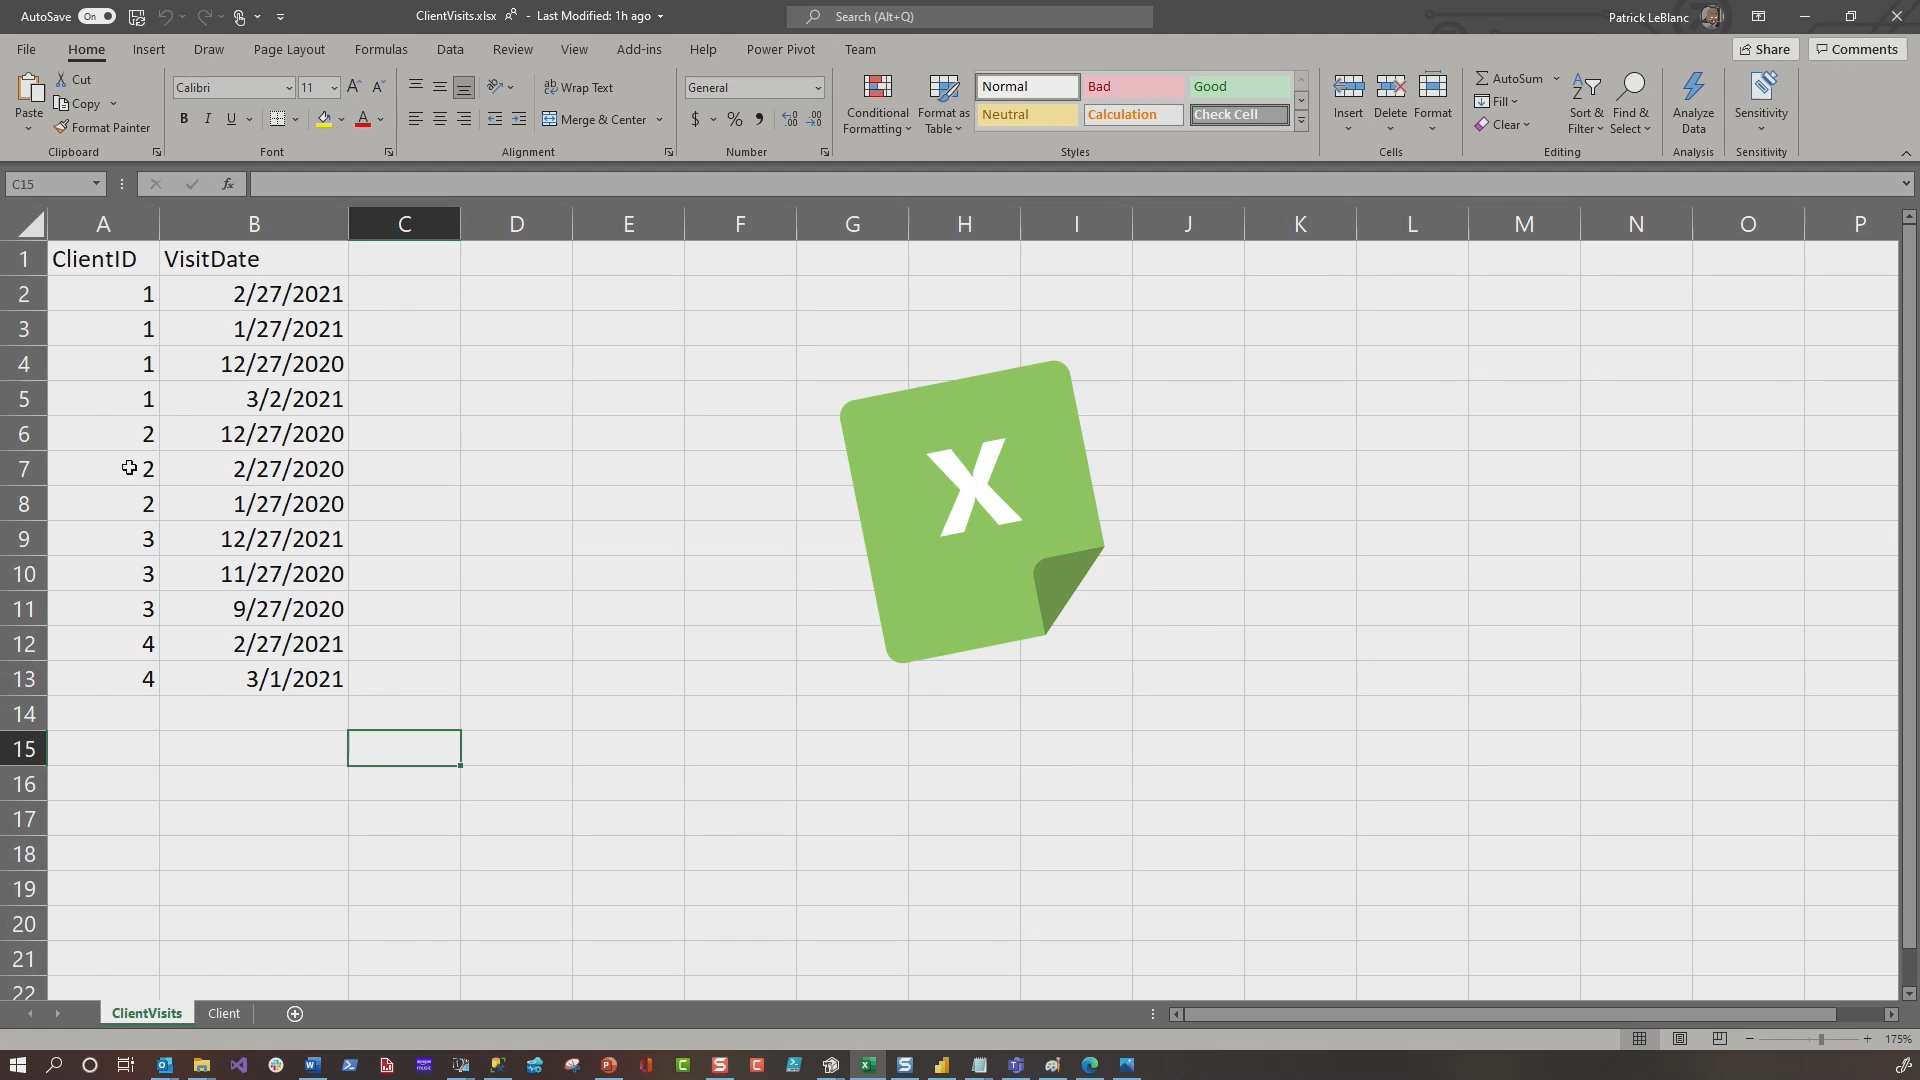 AutoSave On ClientVisits.xlsx - Last Modified: 1h ago Search (Alt+Q) Patrick LeBlanc
File Home Insert Draw Page Layout Formulas Data Review View Add-ins Help Power Pivot Team Share Comments
Paste
Cut
Copy
Format Painter
Clipboard
Calibri 11
B I U
Font
Wrap Text
Merge & Center
Alignment
General
$ % 9
Number
Conditional
Formatting
Format as
Table
Normal Bad Good
Neutral Calculation Check Cell
Styles
Insert Delete Format
Cells
AutoSum
Fill
Clear
Sort &
Filter
Find &
Select
Editing
Analyze
Data
Analysis
Sensitivity
Sensitivity
C15 fx
A B C D E F G H I J K L M N O P
1 ClientID VisitDate
2 1 2/27/2021
3 1 1/27/2021
4 1 12/27/2020
5 1 3/2/2021
6 2 12/27/2020
7 2 2/27/2020
8 2 1/27/2020
9 3 12/27/2021
10 3 11/27/2020
11 3 9/27/2020
12 4 2/27/2021
13 4 3/1/2021
14
15
16
17
18
19
20
21
22
X
ClientVisits Client
175%